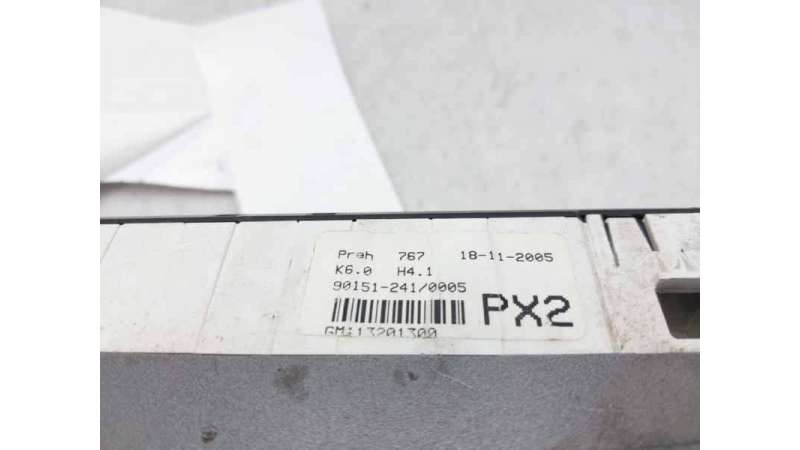 Preh 767 18-11-2005
K6.0 H4.1
90151-241/0005
PX2
GM:13201300